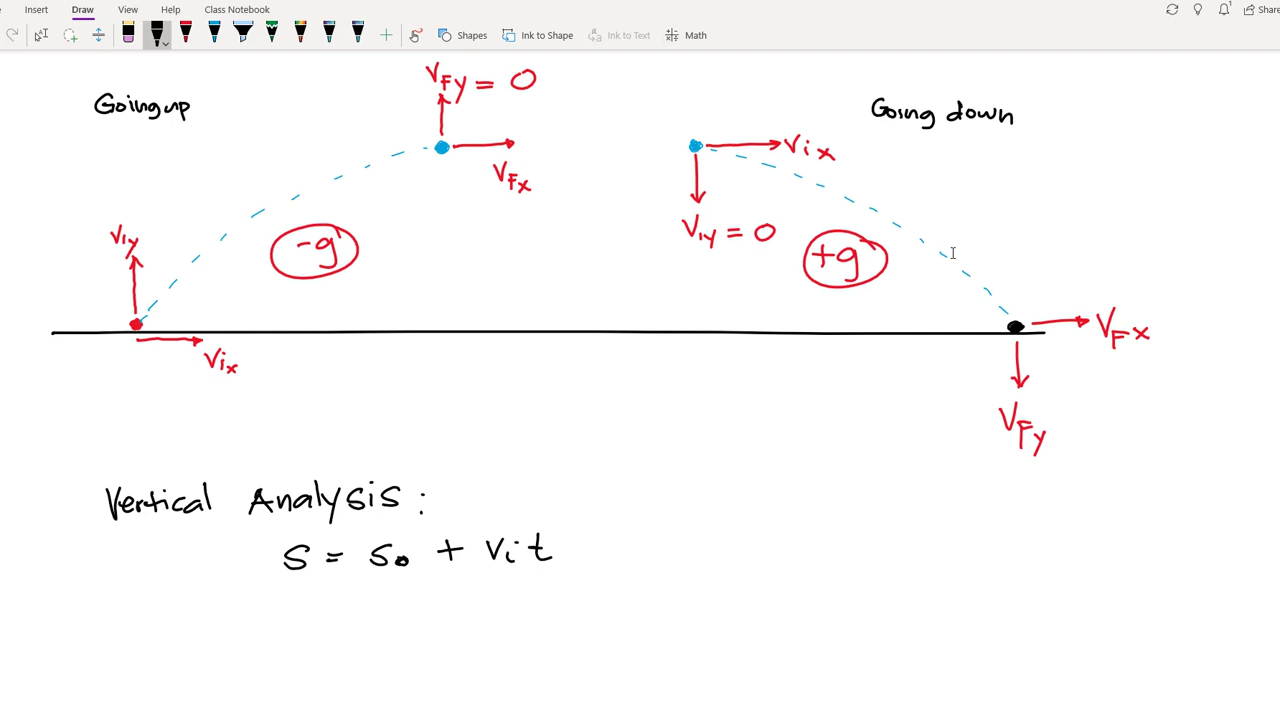 Insert Draw View Help Class Notebook Share
Shapes Ink to Shape Ink to Text Math
VFy = 0
Going up
Going down
Vix
VFx
Viy
Viy = 0
-g
+g
VFx
Vix
VFy
Vertical Analysis:
S = So + Vit